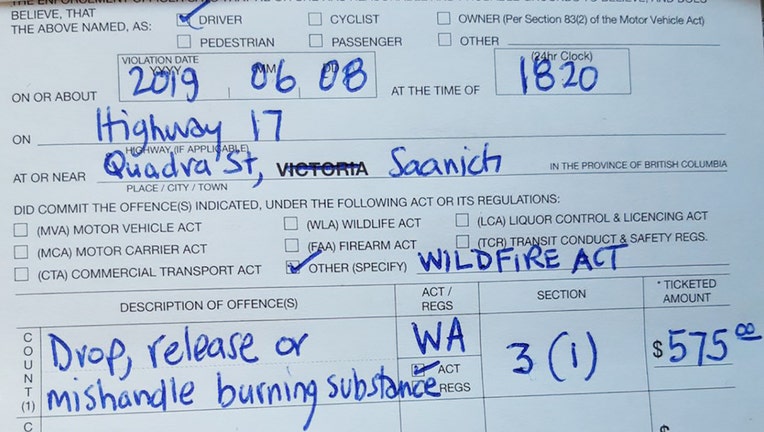 BELIEVE, THAT
THE ABOVE NAMED, AS:
DRIVER CYCLIST OWNER (Per Section 83(2) of the Motor Vehicle Act)
PEDESTRIAN PASSENGER OTHER
VIOLATION DATE (24hr Clock)
YYYY MM DD
ON OR ABOUT 2019 06 08 AT THE TIME OF 1820
ON Highway 17
HIGHWAY (IF APPLICABLE)
AT OR NEAR Quadra St, VICTORIA Saanich IN THE PROVINCE OF BRITISH COLUMBIA
PLACE / CITY / TOWN
DID COMMIT THE OFFENCE(S) INDICATED, UNDER THE FOLLOWING ACT OR ITS REGULATIONS:
(MVA) MOTOR VEHICLE ACT (WLA) WILDLIFE ACT (LCA) LIQUOR CONTROL & LICENCING ACT
(MCA) MOTOR CARRIER ACT (FAA) FIREARM ACT (TCR) TRANSIT CONDUCT & SAFETY REGS.
(CTA) COMMERCIAL TRANSPORT ACT OTHER (SPECIFY) WILDFIRE ACT
DESCRIPTION OF OFFENCE(S) ACT / REGS SECTION * TICKETED AMOUNT
COUNT (1) Drop, release or WA 3 (1) $575 00
mishandle burning substance ACT
REGS
C $